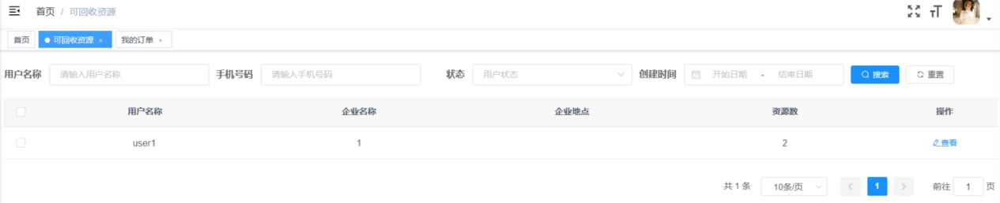 首页 / 可回收资源
首页 可回收资源 × 我的订单 ×
用户名称 请输入用户名称 手机号码 请输入手机号码 状态 用户状态 创建时间 开始日期 - 结束日期 搜索 重置
用户名称 企业名称 企业地点 资源数 操作
user1 1 2 查看
共 1 条 10条/页 < 1 > 前往 1 页